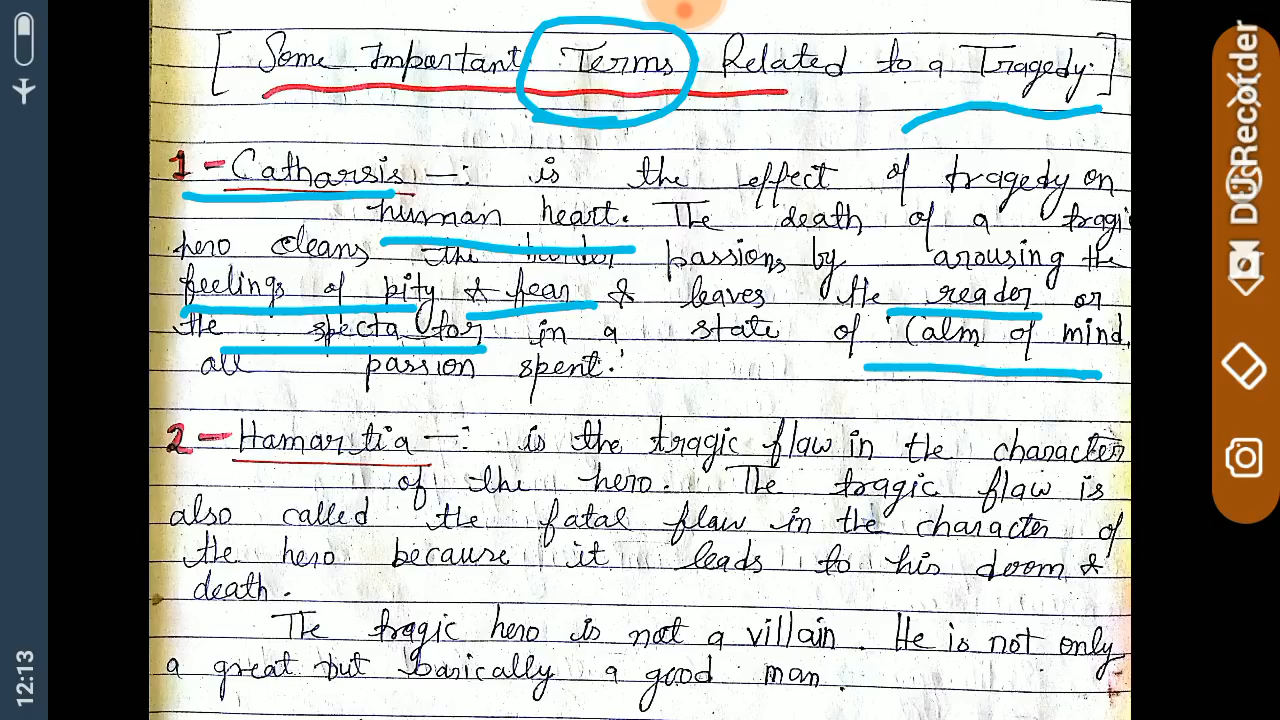 [ Some Important Terms Related to a Tragedy. ]
1 - Catharsis —: is the effect of tragedy on
human heart. The death of a tragi
hero cleans the passions by arousing the
feelings of pity & fear & leaves the reader or
the spectator in a state of 'Calm of mind,
all passion spent.'
2 - Hamartia —: is the tragic flaw in the character
of the hero. The tragic flaw is
also called the fatal flaw in the character of
the hero because it leads to his doom &
death.
The tragic hero is not a villain. He is not only
a great but basically a good man.
12:13
DU Recorder